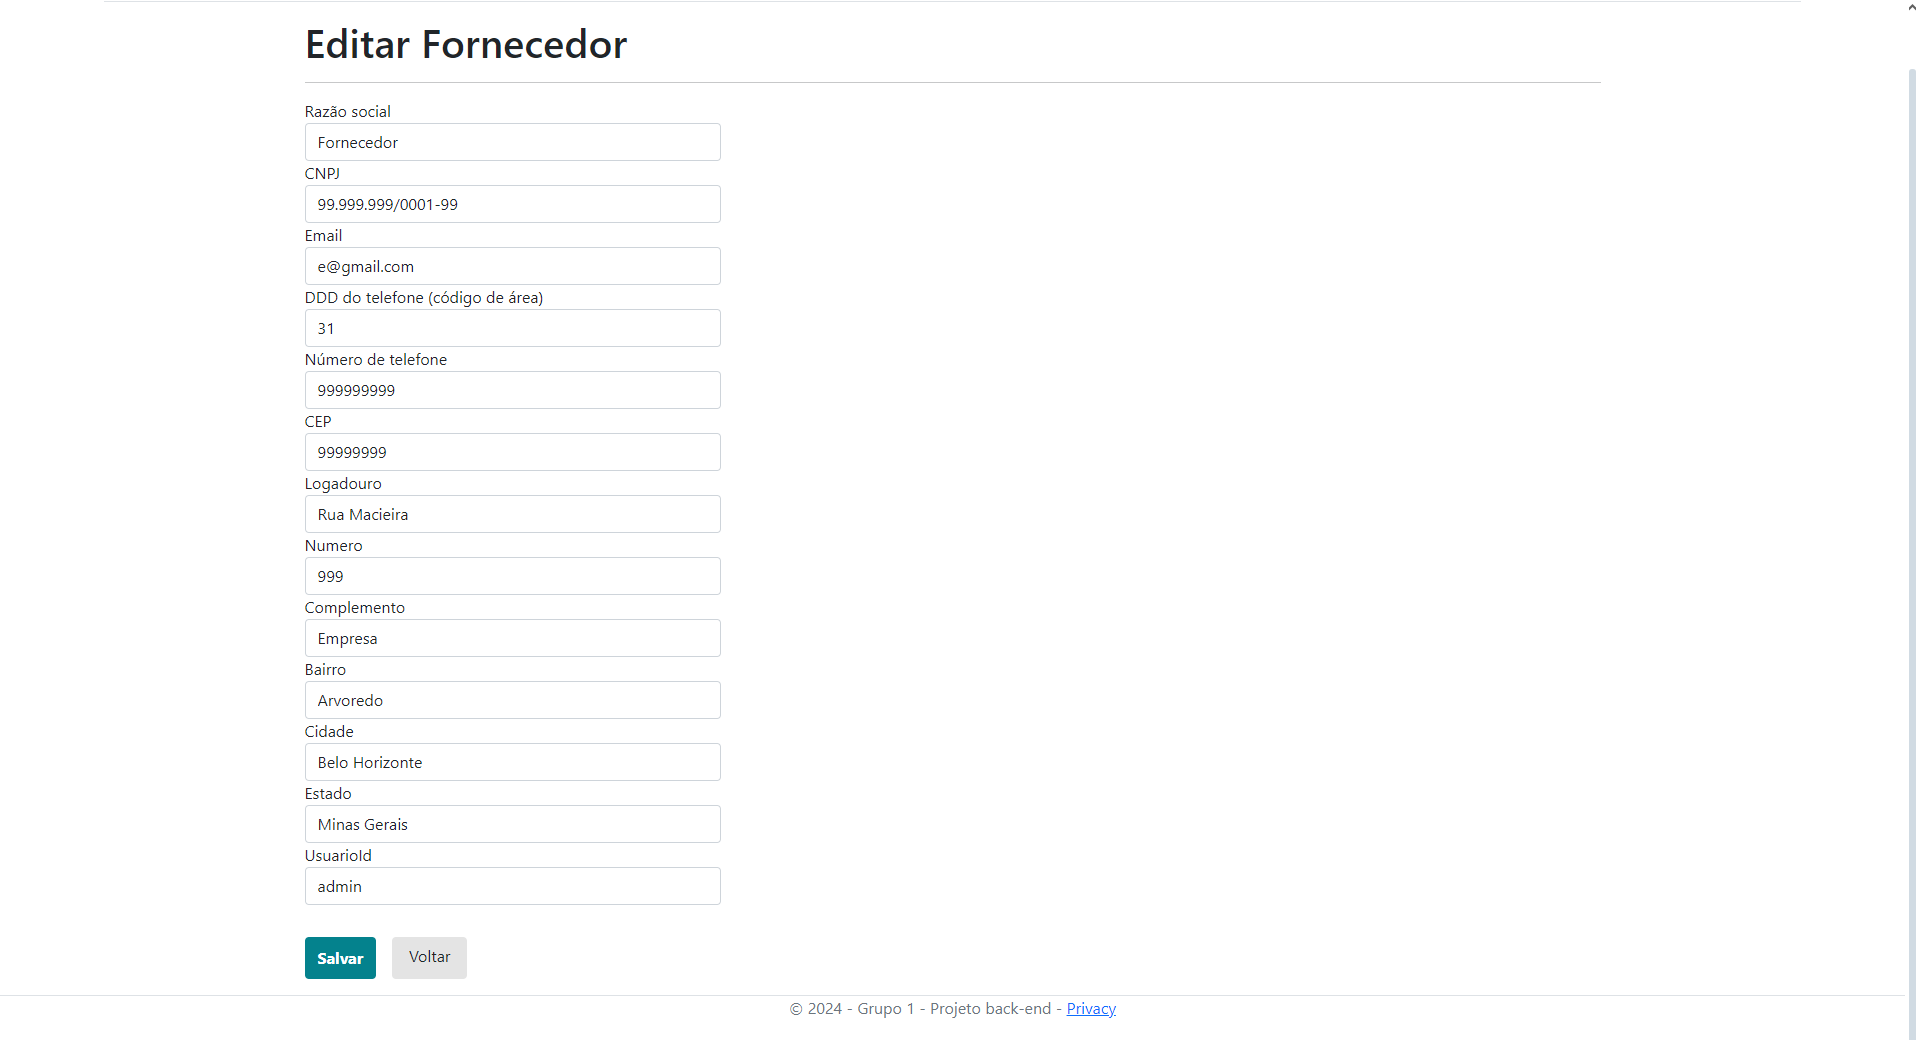 Editar Fornecedor
Razão social
Fornecedor
CNPJ
99.999.999/0001-99
Email
e@gmail.com
DDD do telefone (código de área)
31
Número de telefone
999999999
CEP
99999999
Logadouro
Rua Macieira
Numero
999
Complemento
Empresa
Bairro
Arvoredo
Cidade
Belo Horizonte
Estado
Minas Gerais
UsuarioId
admin
Salvar Voltar
© 2024 - Grupo 1 - Projeto back-end - Privacy